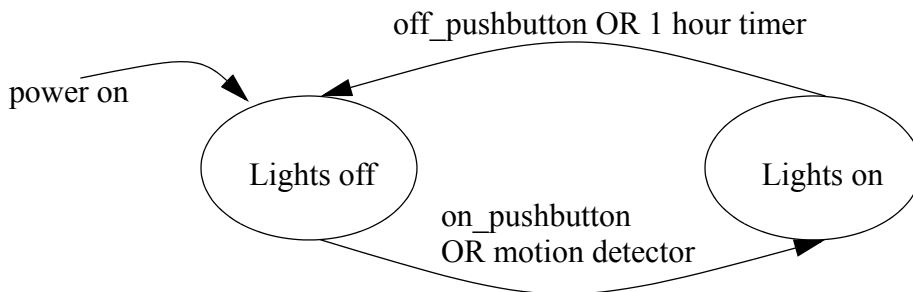 off_pushbutton OR 1 hour timer
power on
Lights off
Lights on
on_pushbutton
OR motion detector